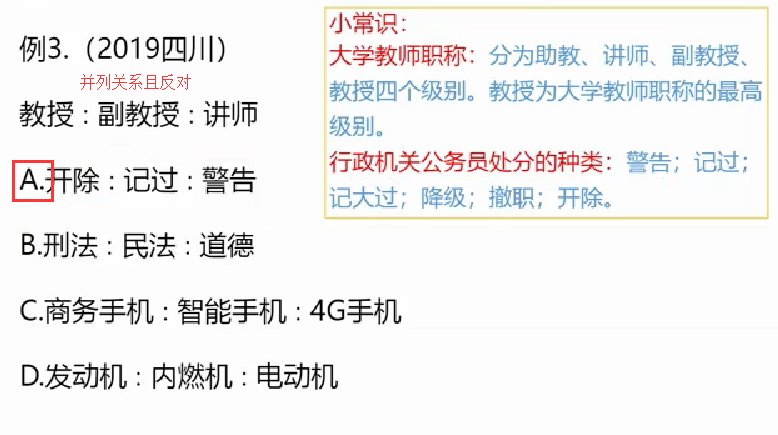 例3.（2019四川）
并列关系且反对
教授 : 副教授 : 讲师
A.开除 : 记过 : 警告
B.刑法 : 民法 : 道德
C.商务手机 : 智能手机 : 4G手机
D.发动机 : 内燃机 : 电动机
小常识：
大学教师职称：分为助教、讲师、副教授、
教授四个级别。教授为大学教师职称的最高
级别。
行政机关公务员处分的种类：警告；记过；
记大过；降级；撤职；开除。